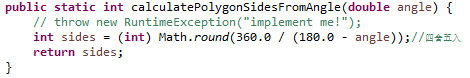 public static int calculatePolygonSidesFromAngle(double angle) {
    // throw new RuntimeException("implement me!");
    int sides = (int) Math.round(360.0 / (180.0 - angle));//四舍五入
    return sides;
}